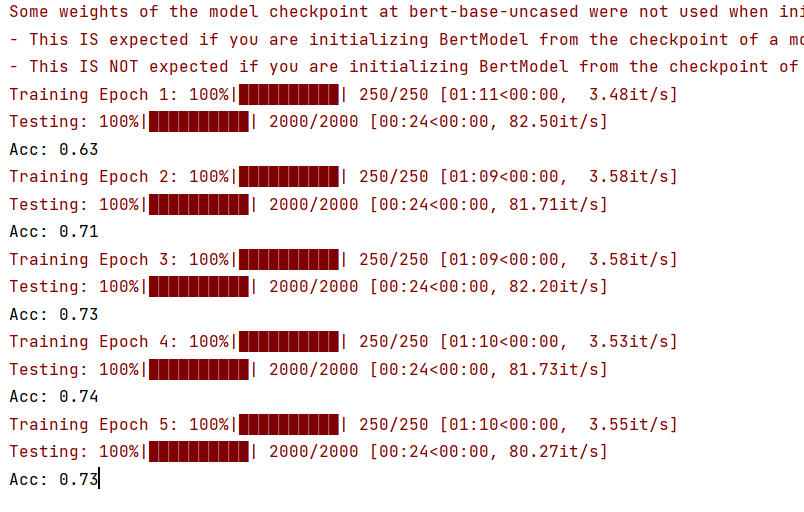 Some weights of the model checkpoint at bert-base-uncased were not used when ini
- This IS expected if you are initializing BertModel from the checkpoint of a mo
- This IS NOT expected if you are initializing BertModel from the checkpoint of
Training Epoch 1: 100%|██████████| 250/250 [01:11<00:00,  3.48it/s]
Testing: 100%|██████████| 2000/2000 [00:24<00:00, 82.50it/s]
Acc: 0.63
Training Epoch 2: 100%|██████████| 250/250 [01:09<00:00,  3.58it/s]
Testing: 100%|██████████| 2000/2000 [00:24<00:00, 81.71it/s]
Acc: 0.71
Training Epoch 3: 100%|██████████| 250/250 [01:09<00:00,  3.58it/s]
Testing: 100%|██████████| 2000/2000 [00:24<00:00, 82.20it/s]
Acc: 0.73
Training Epoch 4: 100%|██████████| 250/250 [01:10<00:00,  3.53it/s]
Testing: 100%|██████████| 2000/2000 [00:24<00:00, 81.73it/s]
Acc: 0.74
Training Epoch 5: 100%|██████████| 250/250 [01:10<00:00,  3.55it/s]
Testing: 100%|██████████| 2000/2000 [00:24<00:00, 80.27it/s]
Acc: 0.73